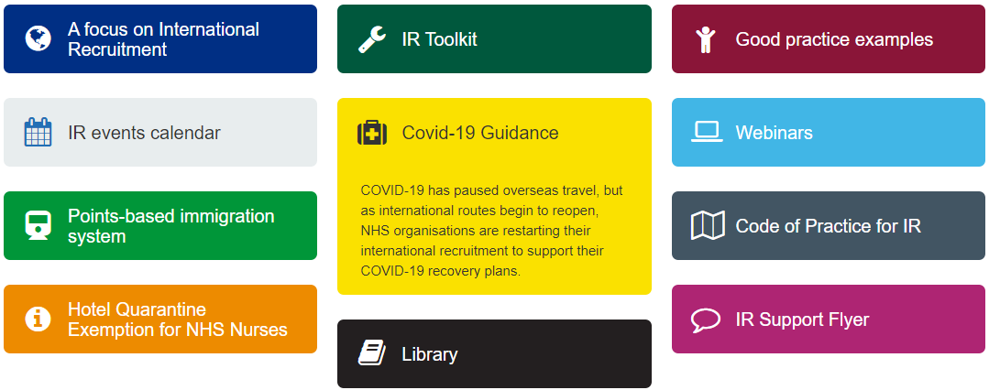 A focus on International
Recruitment
IR Toolkit
Good practice examples
IR events calendar
Covid-19 Guidance
COVID-19 has paused overseas travel, but
as international routes begin to reopen,
NHS organisations are restarting their
international recruitment to support their
COVID-19 recovery plans.
Webinars
Points-based immigration
system
Code of Practice for IR
Hotel Quarantine
Exemption for NHS Nurses
IR Support Flyer
Library